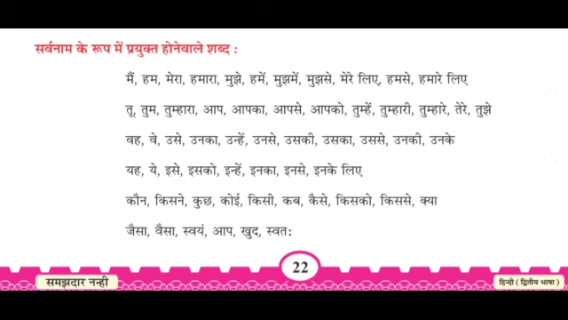 सर्वनाम के रूप में प्रयुक्त होनेवाले शब्द :
मैं, हम, मेरा, हमारा, मुझे, हमें, मुझमें, मुझसे, मेरे लिए, हमसे, हमारे लिए
तू, तुम, तुम्हारा, आप, आपका, आपसे, आपको, तुम्हें, तुम्हारी, तुम्हारे, तेरे, तुझे
वह, वे, उसे, उनका, उन्हें, उनसे, उसकी, उसका, उससे, उनकी, उनके
यह, ये, इसे, इसको, इन्हें, इनका, इनसे, इनके लिए
कौन, किसने, कुछ, कोई, किसी, कब, कैसे, किसको, किससे, क्या
जैसा, वैसा, स्वयं, आप, खुद, स्वत:
22
समझदार नन्ही
हिन्दी ( द्वितीय भाषा )